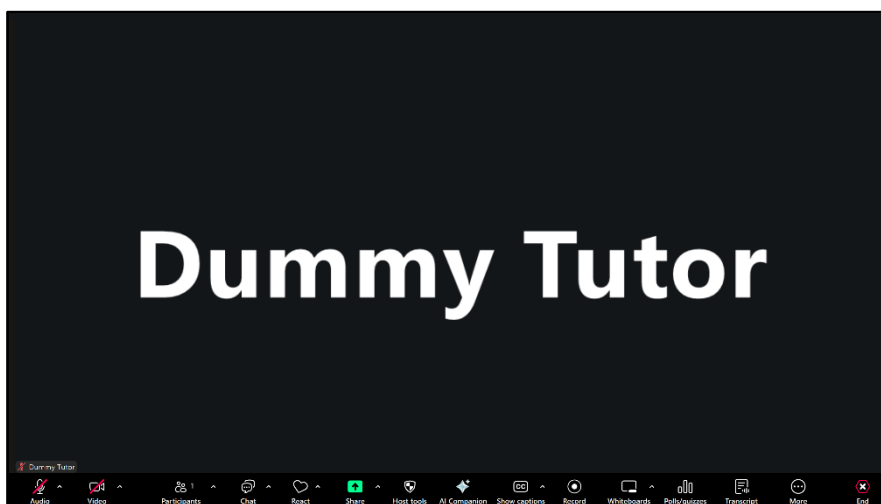 Dummy Tutor
Dummy Tutor
1
CC
Audio Video Participants Chat React Share Host tools AI Companion Show captions Record Whiteboards Polls/quizzes Transcript More End